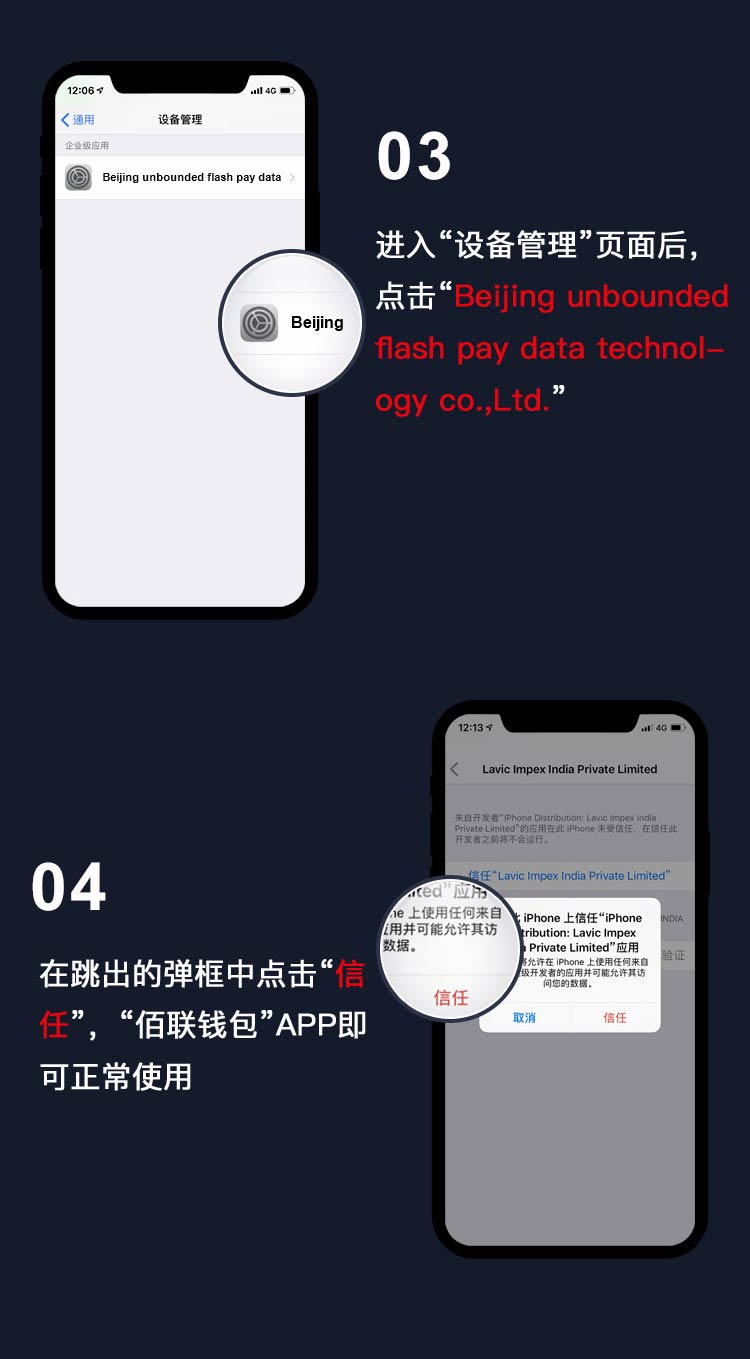 12:06
4G
通用
设备管理
企业级应用
Beijing unbounded flash pay data
Beijing
03
进入“设备管理”页面后，
点击“Beijing unbounded
flash pay data technol-
ogy co.,Ltd.”
04
在跳出的弹框中点击“信
任”，“佰联钱包”APP即
可正常使用
12:13
4G
Lavic Impex India Private Limited
来自开发者“iPhone Distribution: Lavic Impex India
Private Limited”的应用在此 iPhone 未受信任，在信任此
开发者之前将不会运行。
信任“Lavic Impex India Private Limited”
INDIA
验证
iPhone 上信任“iPhone
tribution: Lavic Impex
a Private Limited”应用
将允许在 iPhone 上使用任何来自
级开发者的应用并可能允许其访
问您的数据。
取消
信任
ited”应用
ne 上使用任何来自
应用并可能允许其访
数据。
信任